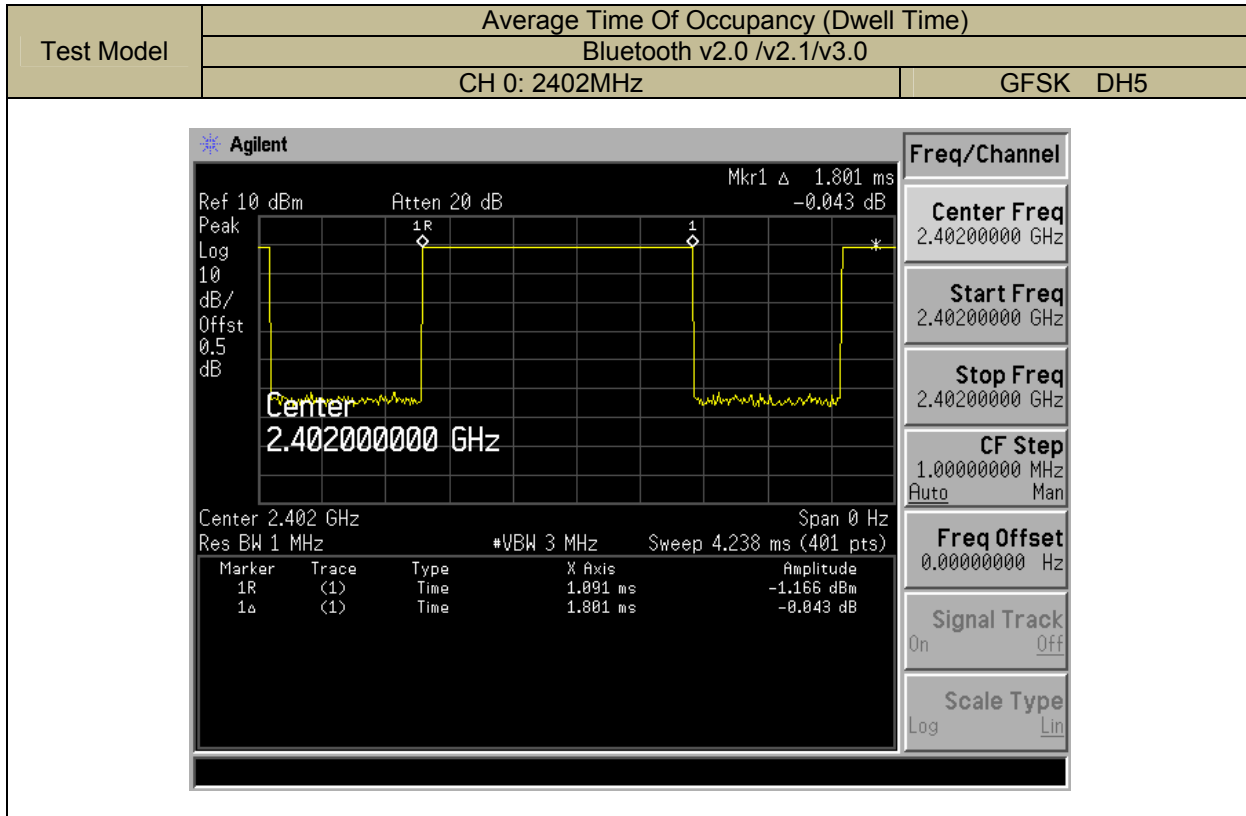 Test Model
Average Time Of Occupancy (Dwell Time)
Bluetooth v2.0 /v2.1/v3.0
CH 0: 2402MHz GFSK DH5
Agilent
Mkr1 Δ 1.801 ms
Ref 10 dBm Atten 20 dB -0.043 dB
Peak
Log
10
dB/
Offst
0.5
dB
1R
1
Center
2.402000000 GHz
Center 2.402 GHz Span 0 Hz
Res BW 1 MHz #VBW 3 MHz Sweep 4.238 ms (401 pts)
Marker Trace Type X Axis Amplitude
1R (1) Time 1.091 ms -1.166 dBm
1Δ (1) Time 1.801 ms -0.043 dB
Freq/Channel
Center Freq
2.40200000 GHz
Start Freq
2.40200000 GHz
Stop Freq
2.40200000 GHz
CF Step
1.00000000 MHz
Auto Man
Freq Offset
0.00000000 Hz
Signal Track
On Off
Scale Type
Log Lin